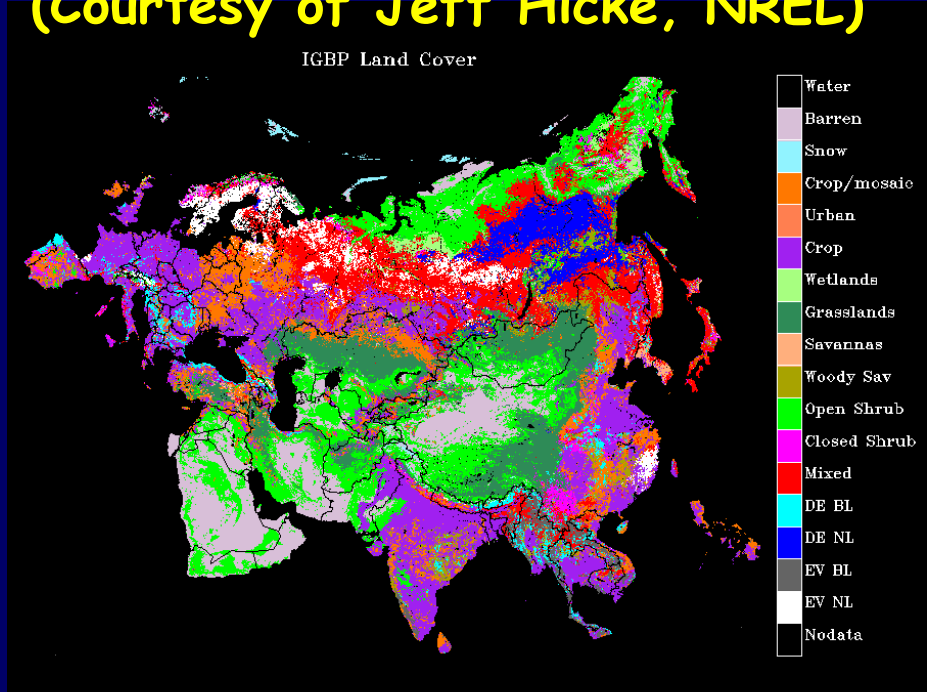 (Courtesy of Jeff Hicke, NREL)
IGBP Land Cover
Water
Barren
Snow
Crop/mosaic
Urban
Crop
Wetlands
Grasslands
Savannas
Woody Sav
Open Shrub
Closed Shrub
Mixed
DE BL
DE NL
EV BL
EV NL
Nodata